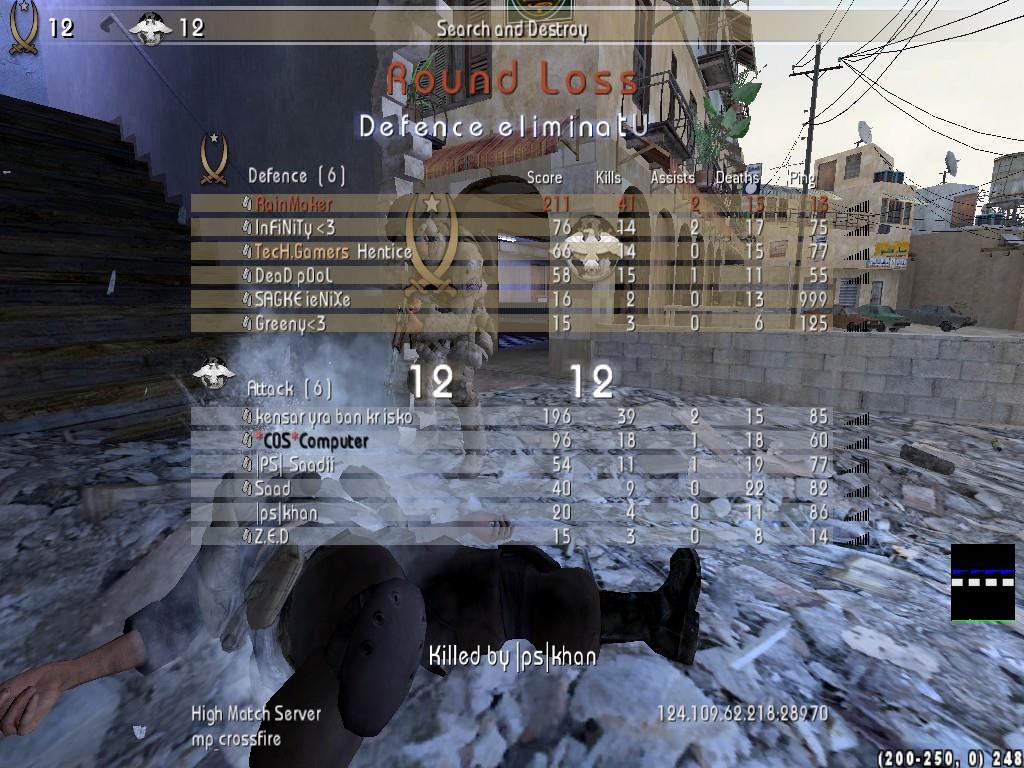 12 12 Search and Destroy
Round Loss
Defence eliminatU
Defence (6) Score Kills Assists Deaths Ping
RainMaker 211 41 2 15 13
InFiNiTy <3 76 14 2 17 75
TecH.Gamers Hentice 66 14 0 15 77
DeaD p0oL 58 15 1 11 55
SAGKE ieNiXe 16 2 0 13 999
Greeny<3 15 3 0 6 125
12 12
Attack (6)
kensar yra ban krisko 196 39 2 15 85
*COS*Computer 96 18 1 18 60
|PS| Saadii 54 11 1 19 77
Saad 40 9 0 22 82
|ps|khan 20 4 0 11 86
Z.E.D 15 3 0 8 14
Killed by |ps|khan
High Match Server 124.109.62.218:28970
mp crossfire
(200-250, 0) 248